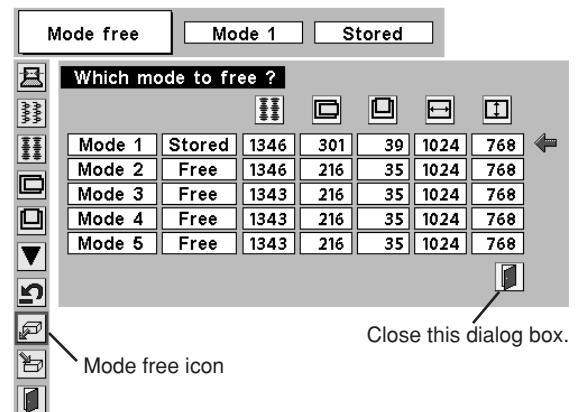 Mode free Mode 1 Stored
Which mode to free ?
Mode 1 Stored 1346 301 39 1024 768
Mode 2 Free 1346 216 35 1024 768
Mode 3 Free 1343 216 35 1024 768
Mode 4 Free 1343 216 35 1024 768
Mode 5 Free 1343 216 35 1024 768
Close this dialog box.
Mode free icon